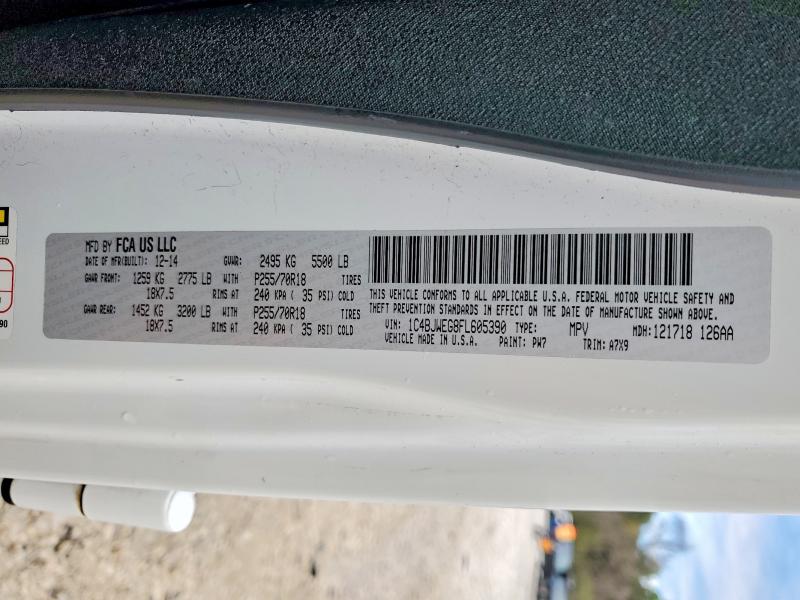 MFD BY FCA US LLC
DATE OF MFR(BUILT): 12-14 GVWR: 2495 KG 5500 LB
GAWR FRONT: 1259 KG 2775 LB WITH P255/70R18 TIRES
18X7.5 RIMS AT 240 KPA ( 35 PSI) COLD
GAWR REAR: 1452 KG 3200 LB WITH P255/70R18 TIRES
18X7.5 RIMS AT 240 KPA ( 35 PSI) COLD
THIS VEHICLE CONFORMS TO ALL APPLICABLE U.S.A. FEDERAL MOTOR VEHICLE SAFETY AND
THEFT PREVENTION STANDARDS IN EFFECT ON THE DATE OF MANUFACTURE SHOWN ABOVE.
VIN: 1C4BJWEG8FL605390 TYPE: MPV MDH: 121718 126AA
VEHICLE MADE IN U.S.A. PAINT: PW7 TRIM: A7X9
EED
90